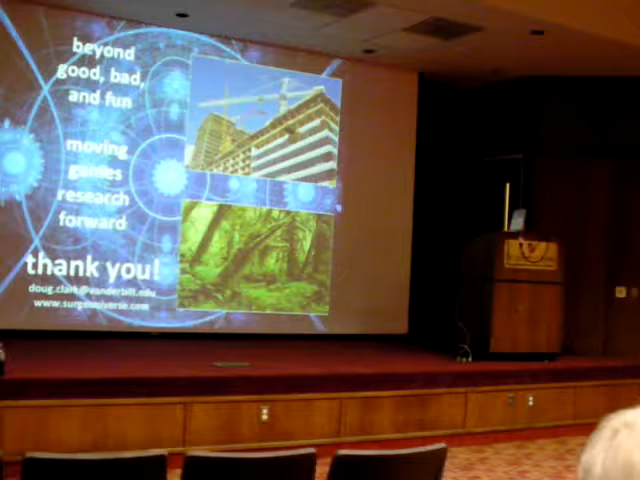 beyond
good, bad,
and fun
moving
games
research
forward
thank you!
doug.clark@vanderbilt.edu
www.surgeuniverse.com